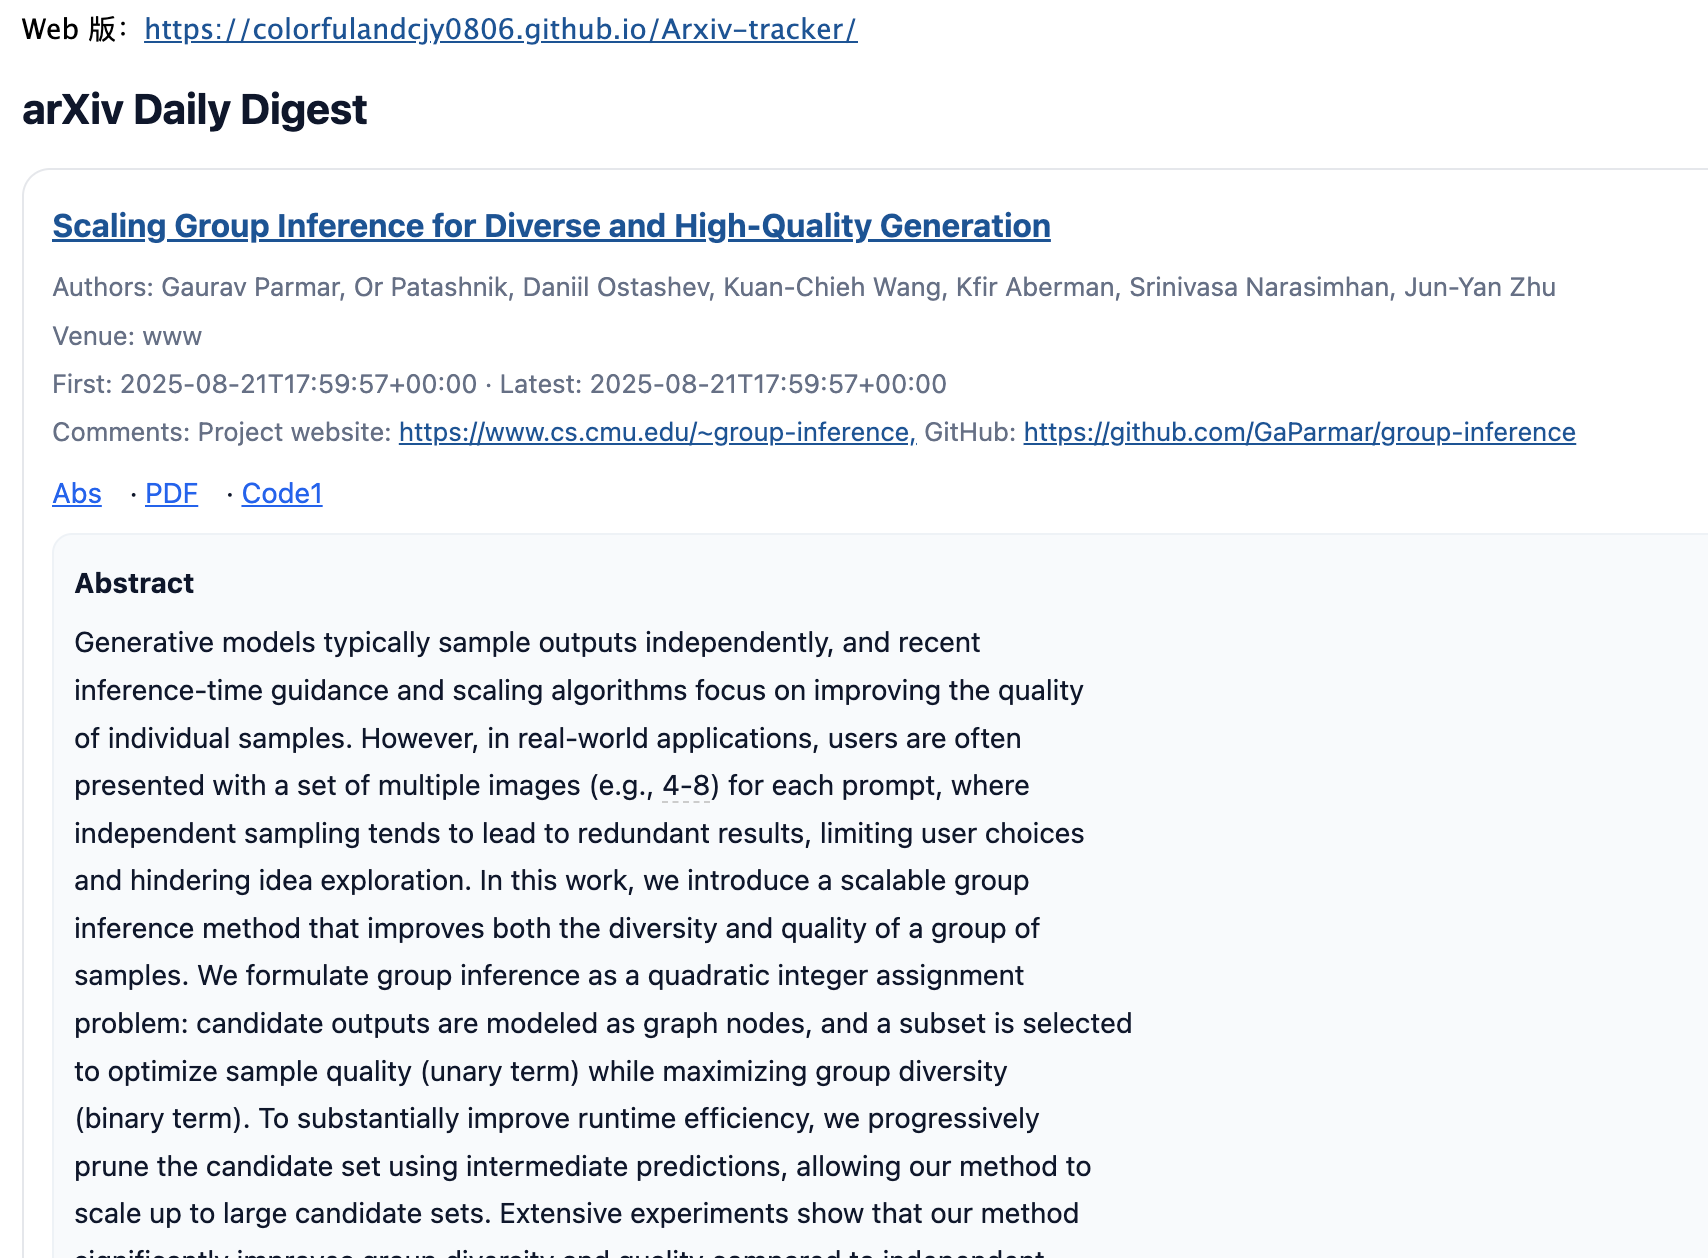 Web 版：https://colorfulandcjy0806.github.io/Arxiv-tracker/
arXiv Daily Digest
Scaling Group Inference for Diverse and High-Quality Generation
Authors: Gaurav Parmar, Or Patashnik, Daniil Ostashev, Kuan-Chieh Wang, Kfir Aberman, Srinivasa Narasimhan, Jun-Yan Zhu
Venue: www
First: 2025-08-21T17:59:57+00:00 · Latest: 2025-08-21T17:59:57+00:00
Comments: Project website: https://www.cs.cmu.edu/~group-inference, GitHub: https://github.com/GaParmar/group-inference
Abs · PDF · Code1
Abstract
Generative models typically sample outputs independently, and recent
inference-time guidance and scaling algorithms focus on improving the quality
of individual samples. However, in real-world applications, users are often
presented with a set of multiple images (e.g., 4-8) for each prompt, where
independent sampling tends to lead to redundant results, limiting user choices
and hindering idea exploration. In this work, we introduce a scalable group
inference method that improves both the diversity and quality of a group of
samples. We formulate group inference as a quadratic integer assignment
problem: candidate outputs are modeled as graph nodes, and a subset is selected
to optimize sample quality (unary term) while maximizing group diversity
(binary term). To substantially improve runtime efficiency, we progressively
prune the candidate set using intermediate predictions, allowing our method to
scale up to large candidate sets. Extensive experiments show that our method
significantly improves group diversity and quality compared to independent